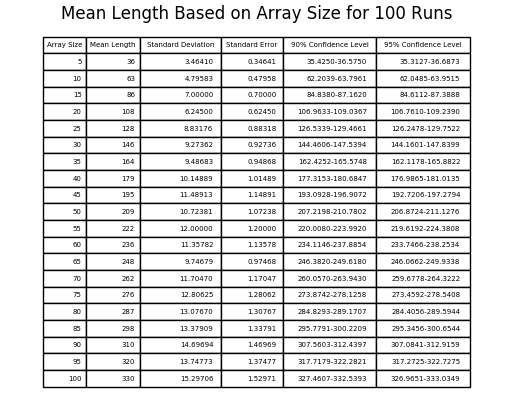 Mean Length Based on Array Size for 100 Runs
Array Size Mean Length Standard Deviation Standard Error 90% Confidence Level 95% Confidence Level
5 36 3.46410 0.34641 35.4250-36.5750 35.3127-36.6873
10 63 4.79583 0.47958 62.2039-63.7961 62.0485-63.9515
15 86 7.00000 0.70000 84.8380-87.1620 84.6112-87.3888
20 108 6.24500 0.62450 106.9633-109.0367 106.7610-109.2390
25 128 8.83176 0.88318 126.5339-129.4661 126.2478-129.7522
30 146 9.27362 0.92736 144.4606-147.5394 144.1601-147.8399
35 164 9.48683 0.94868 162.4252-165.5748 162.1178-165.8822
40 179 10.14889 1.01489 177.3153-180.6847 176.9865-181.0135
45 195 11.48913 1.14891 193.0928-196.9072 192.7206-197.2794
50 209 10.72381 1.07238 207.2198-210.7802 206.8724-211.1276
55 222 12.00000 1.20000 220.0080-223.9920 219.6192-224.3808
60 236 11.35782 1.13578 234.1146-237.8854 233.7466-238.2534
65 248 9.74679 0.97468 246.3820-249.6180 246.0662-249.9338
70 262 11.70470 1.17047 260.0570-263.9430 259.6778-264.3222
75 276 12.80625 1.28062 273.8742-278.1258 273.4592-278.5408
80 287 13.07670 1.30767 284.8293-289.1707 284.4056-289.5944
85 298 13.37909 1.33791 295.7791-300.2209 295.3456-300.6544
90 310 14.69694 1.46969 307.5603-312.4397 307.0841-312.9159
95 320 13.74773 1.37477 317.7179-322.2821 317.2725-322.7275
100 330 15.29706 1.52971 327.4607-332.5393 326.9651-333.0349